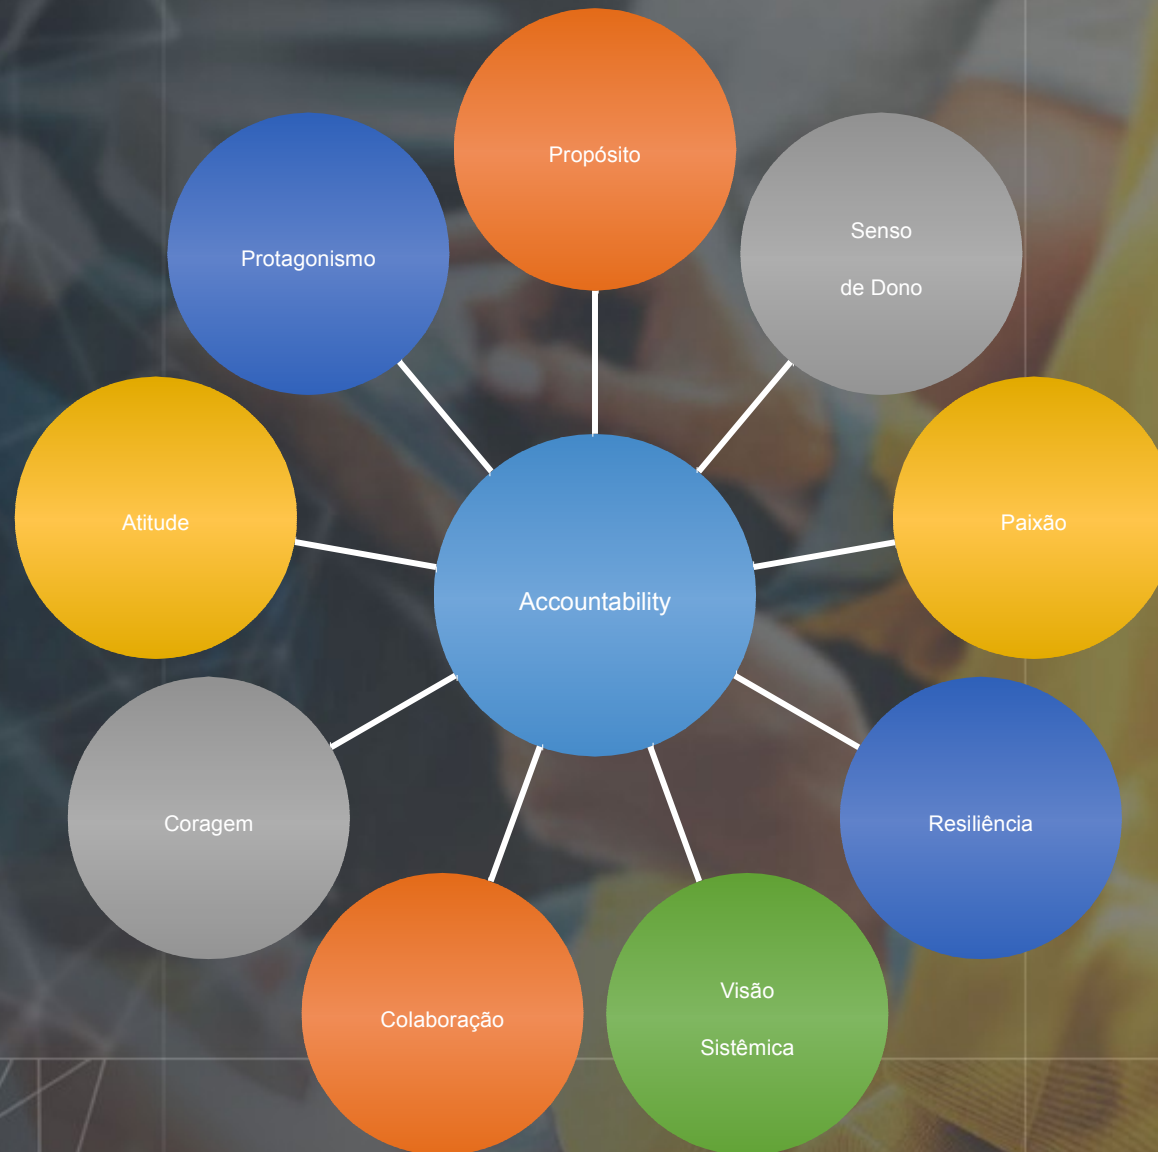 Propósito
Senso
de Dono
Protagonismo
Paixão
Atitude
Accountability
Resiliência
Coragem
Visão
Sistêmica
Colaboração